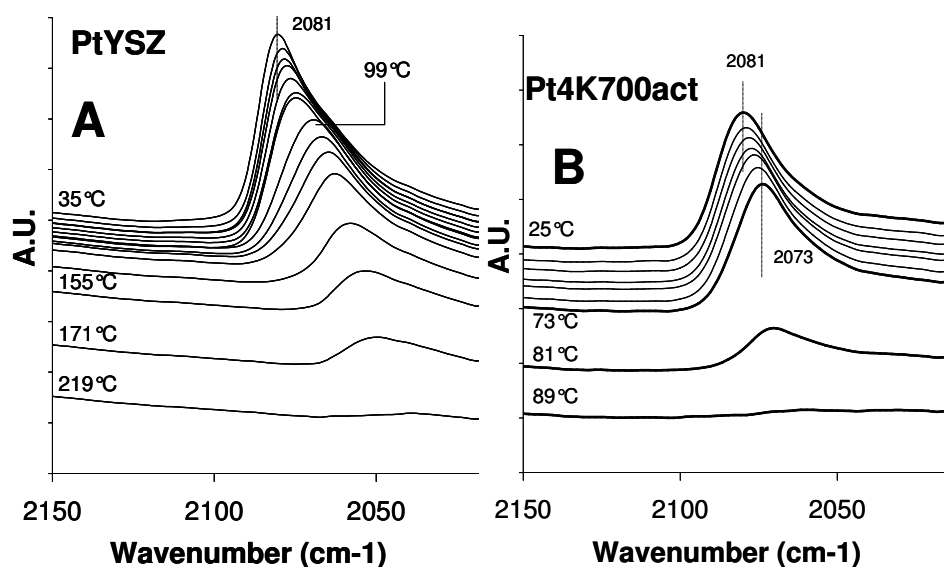 PtYSZ
2081
99°C
A
35°C
155°C
171°C
219°C
A.U.
2150
2100
2050
Wavenumber (cm-1)
2081
Pt4K700act
B
25°C
2073
73°C
81°C
89°C
A.U.
2150
2100
2050
Wavenumber (cm-1)